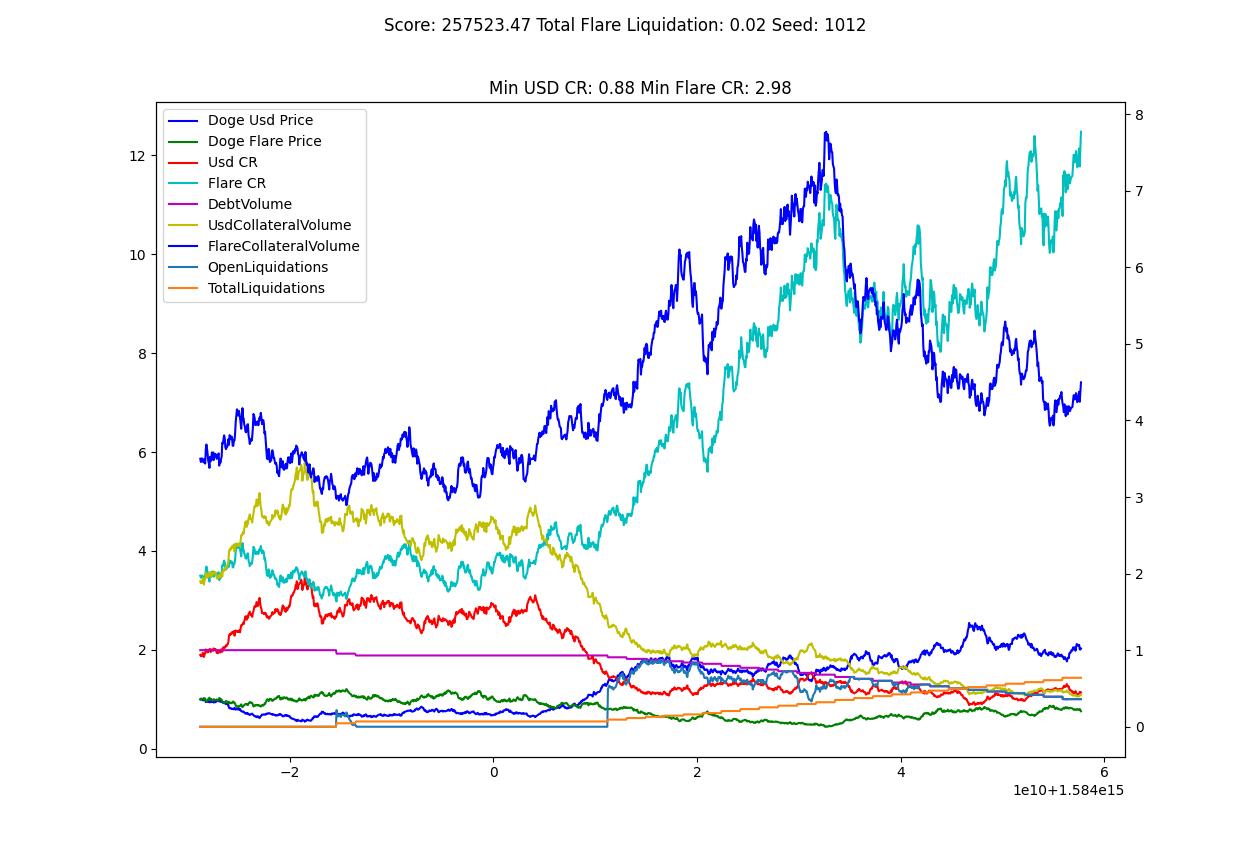 Score: 257523.47 Total Flare Liquidation: 0.02 Seed: 1012
Min USD CR: 0.88 Min Flare CR: 2.98
Doge Usd Price
Doge Flare Price
Usd CR
Flare CR
DebtVolume
UsdCollateralVolume
FlareCollateralVolume
OpenLiquidations
TotalLiquidations
12
10
8
6
4
2
0
8
7
6
5
4
3
2
1
0
−2 0 2 4 6
1e10+1.584e15